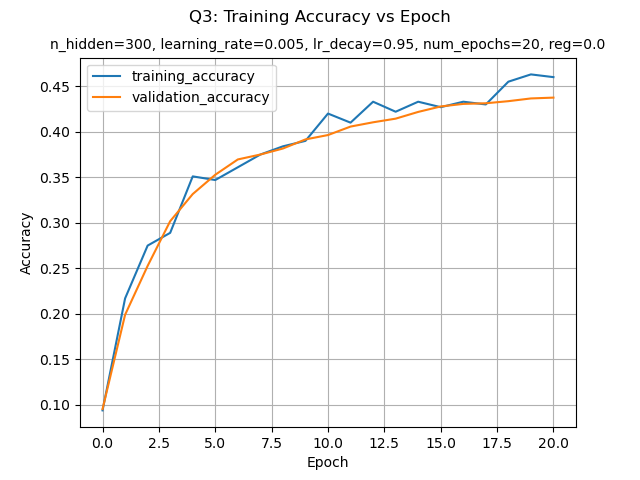 Q3: Training Accuracy vs Epoch
n_hidden=300, learning_rate=0.005, lr_decay=0.95, num_epochs=20, reg=0.0
training_accuracy
validation_accuracy
0.45
0.40
0.35
0.30
0.25
0.20
0.15
0.10
Accuracy
0.0 2.5 5.0 7.5 10.0 12.5 15.0 17.5 20.0
Epoch